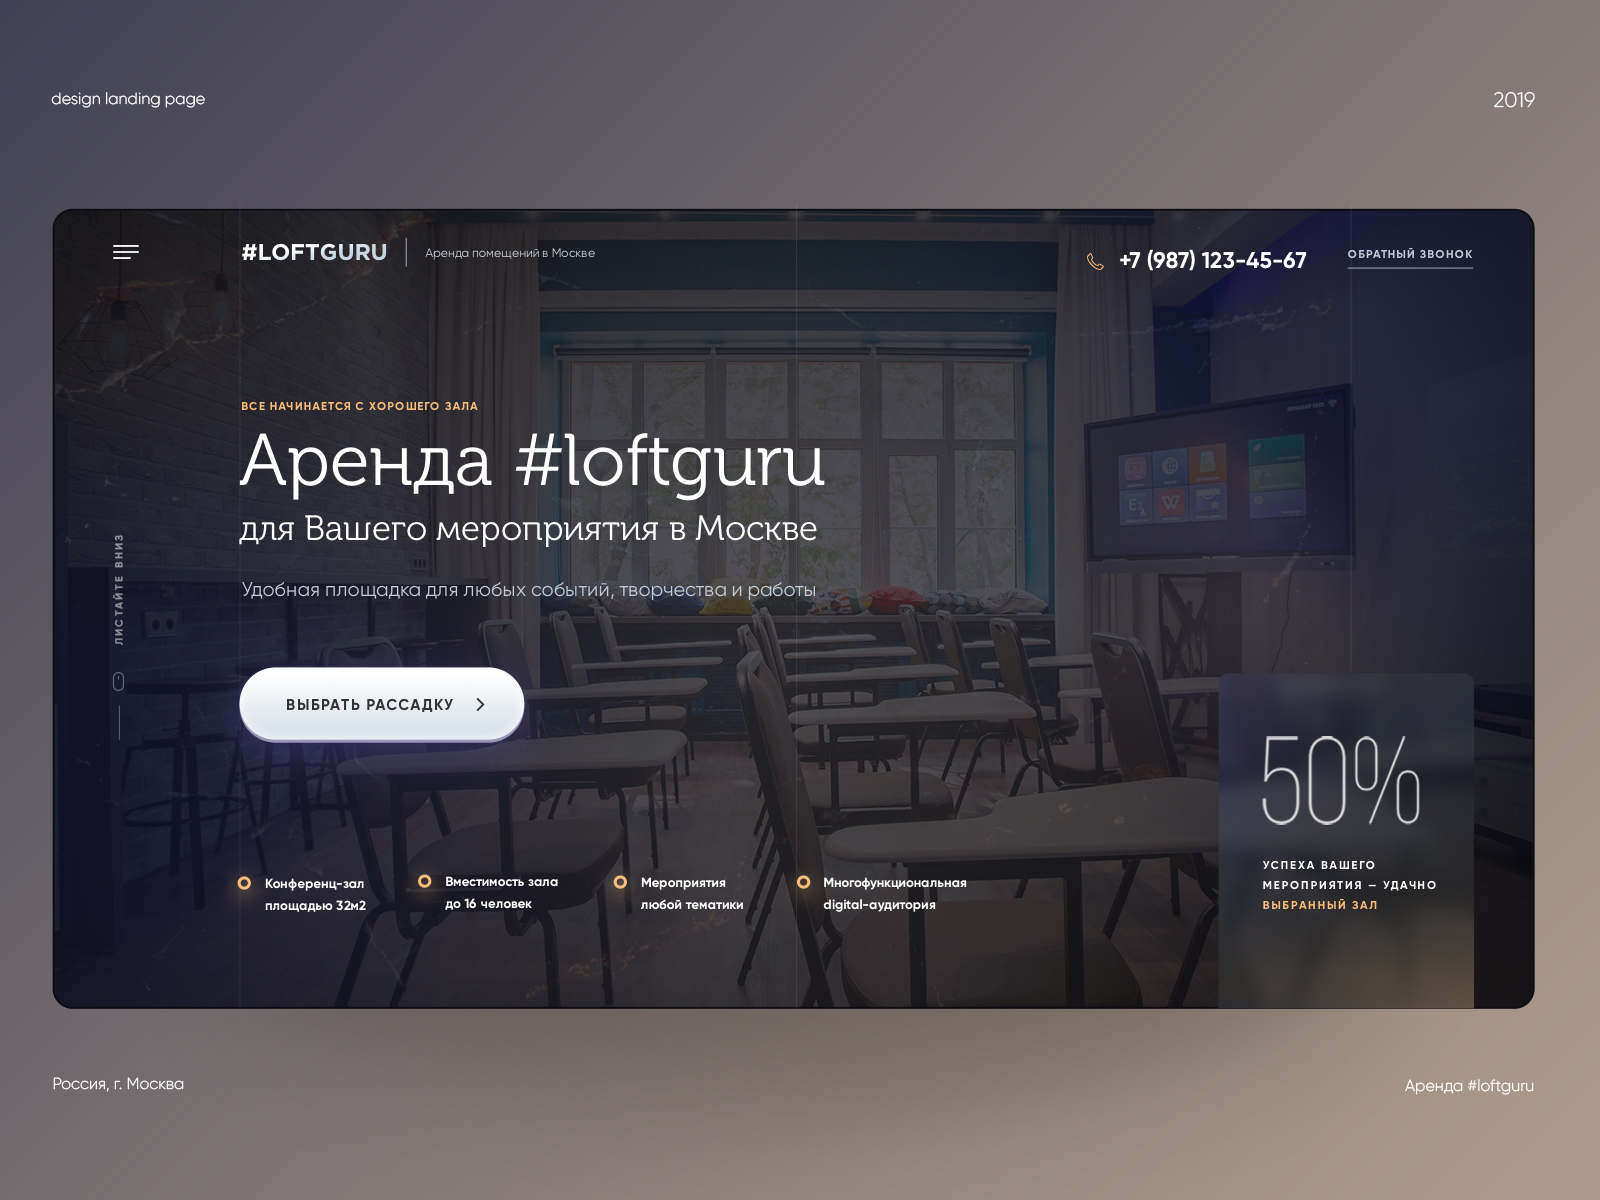 design landing page
2019
#LOFTGURU
Аренда помещений в Москве
+7 (987) 123-45-67
ОБРАТНЫЙ ЗВОНОК
ВСЕ НАЧИНАЕТСЯ С ХОРОШЕГО ЗАЛА
Аренда #loftguru
для Вашего мероприятия в Москве
Удобная площадка для любых событий, творчества и работы
ЛИСТАЙТЕ ВНИЗ
ВЫБРАТЬ РАССАДКУ
Конференц-зал
площадью 32м2
Вместимость зала
до 16 человек
Мероприятия
любой тематики
Многофункциональная
digital-аудитория
50%
УСПЕХА ВАШЕГО
МЕРОПРИЯТИЯ – УДАЧНО
ВЫБРАННЫЙ ЗАЛ
Россия, г. Москва
Аренда #loftguru